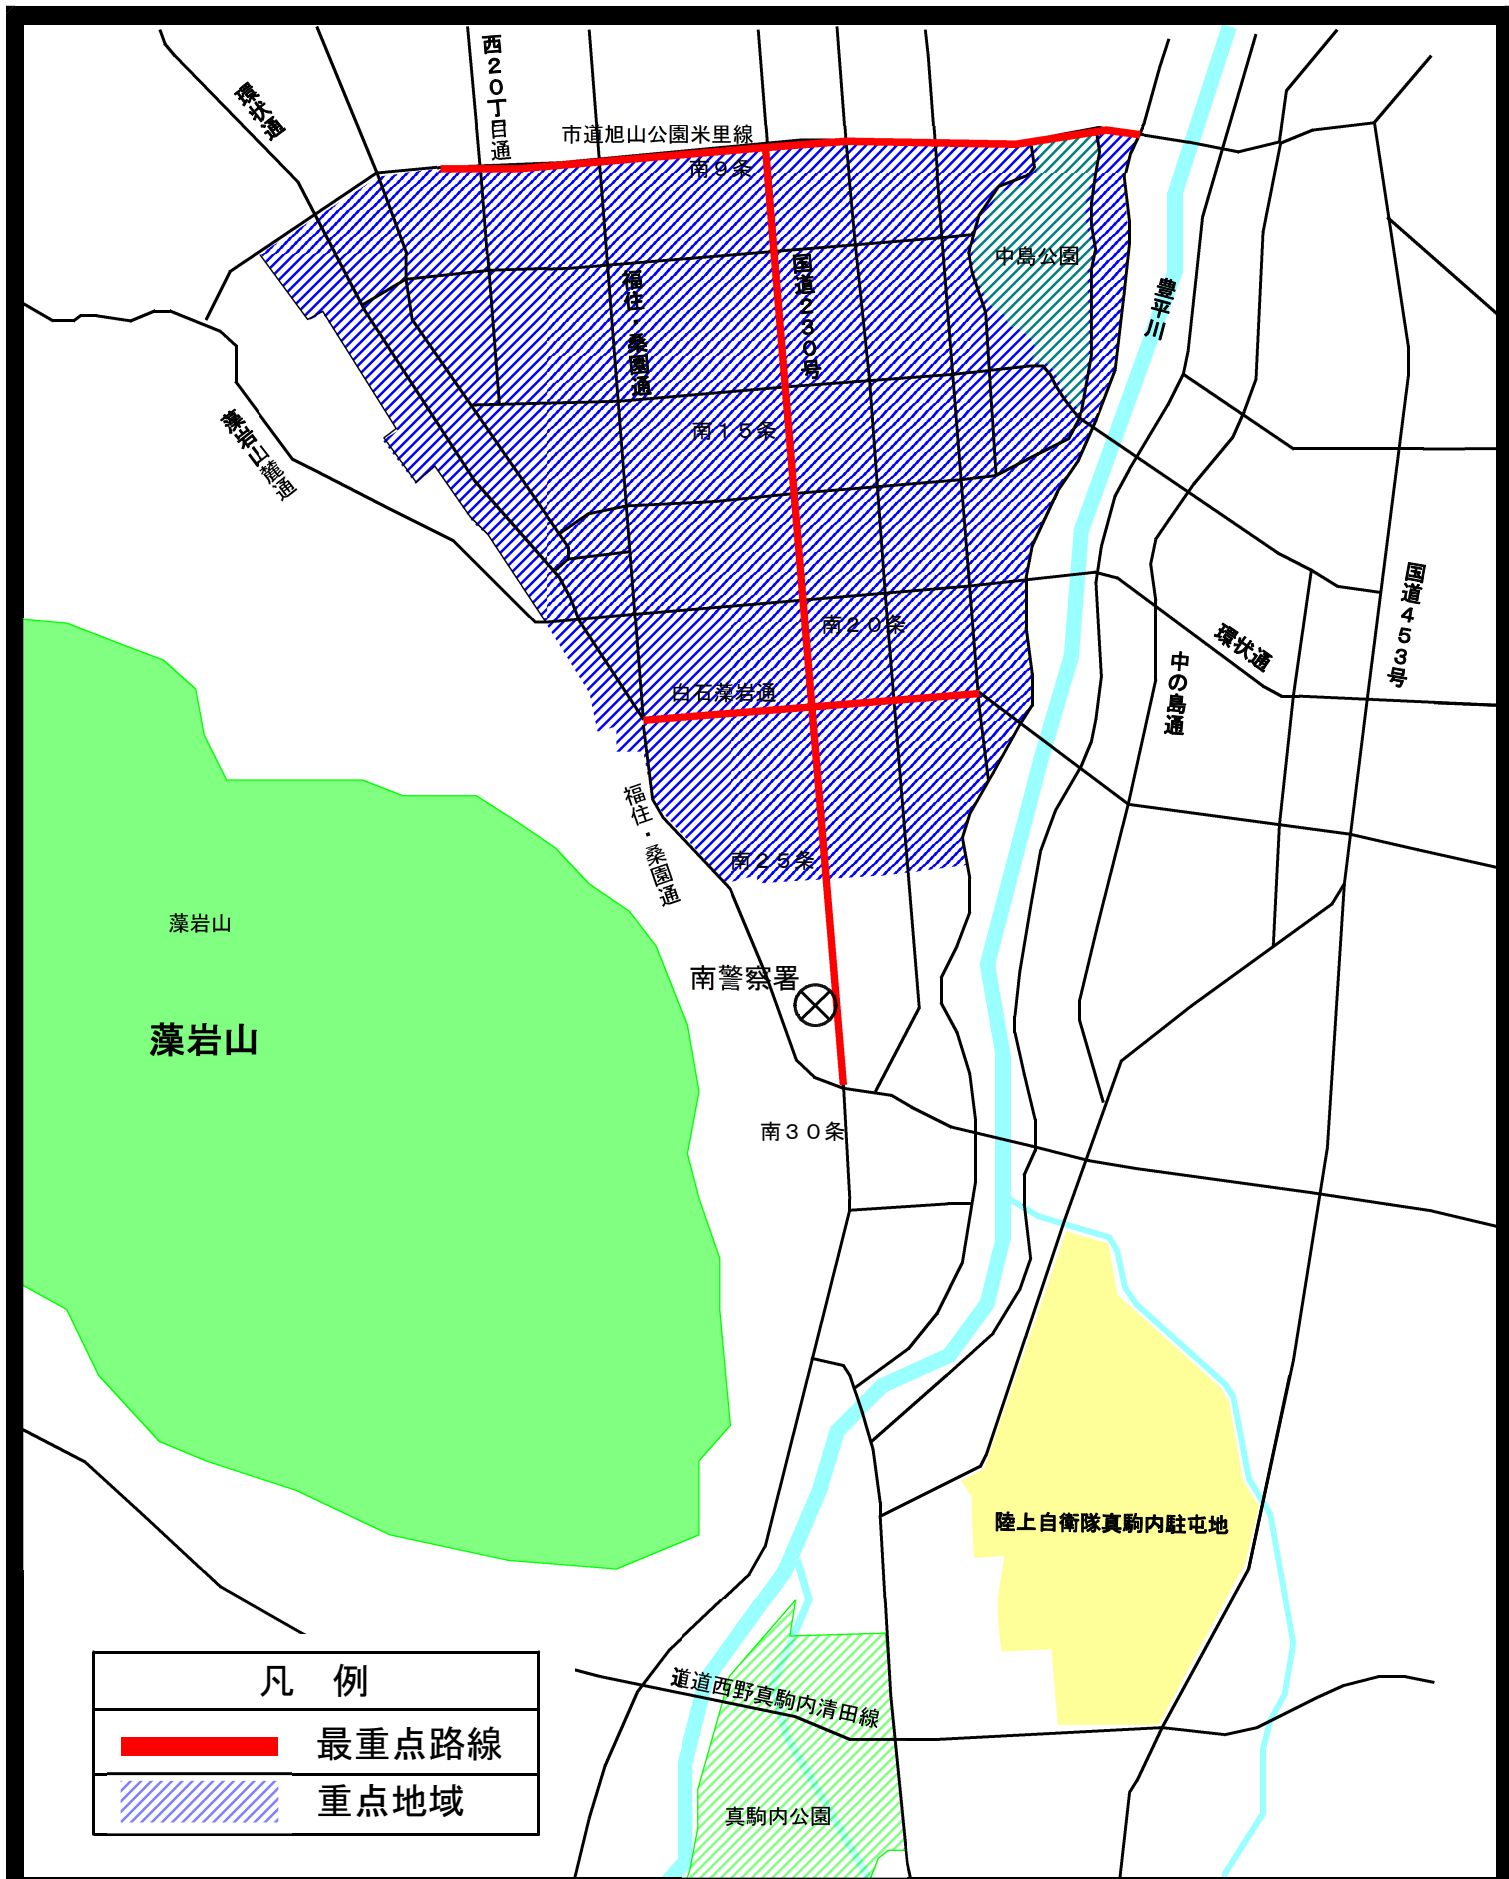 西２０丁目通
環状通
市道旭山公園米里線
南９条
中島公園
福住・桑園通
国道２３０号
豊平川
藻岩山麓通
南１５条
国道４５３号
南２０条
環状通
中の島通
白石藻岩通
福住・桑園通
南２５条
藻岩山
南警察署
藻岩山
南３０条
陸上自衛隊真駒内駐屯地
道道西野真駒内清田線
真駒内公園
凡　例
最重点路線
重点地域